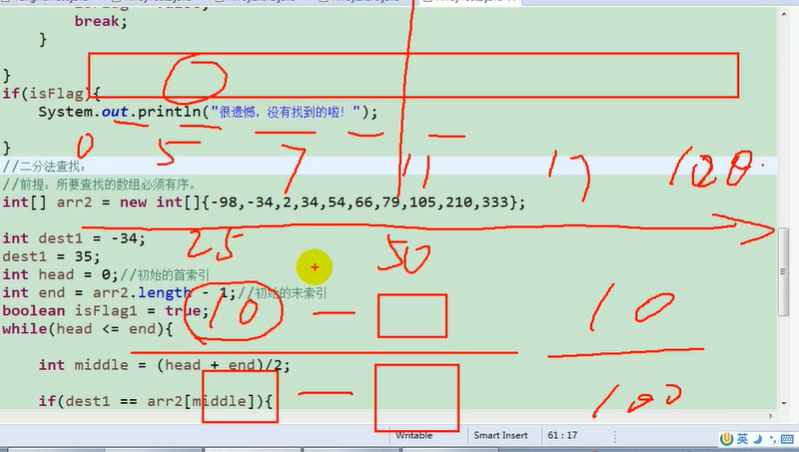 break;
}
}
if(isFlag){
System.out.println("很遗憾，没有找到的啦！");
}
0 5 7 11 17 100
//二分法查找：
//前提：所要查找的数组必须有序。
int[] arr2 = new int[]{-98,-34,2,34,54,66,79,105,210,333};
25 50
int dest1 = -34;
dest1 = 35;
int head = 0;//初始的首索引
int end = arr2.length - 1;//初始的末索引
10 10
boolean isFlag1 = true;
while(head <= end){
int middle = (head + end)/2;
100
if(dest1 == arr2[middle]){
Writable Smart Insert 61 : 17
英